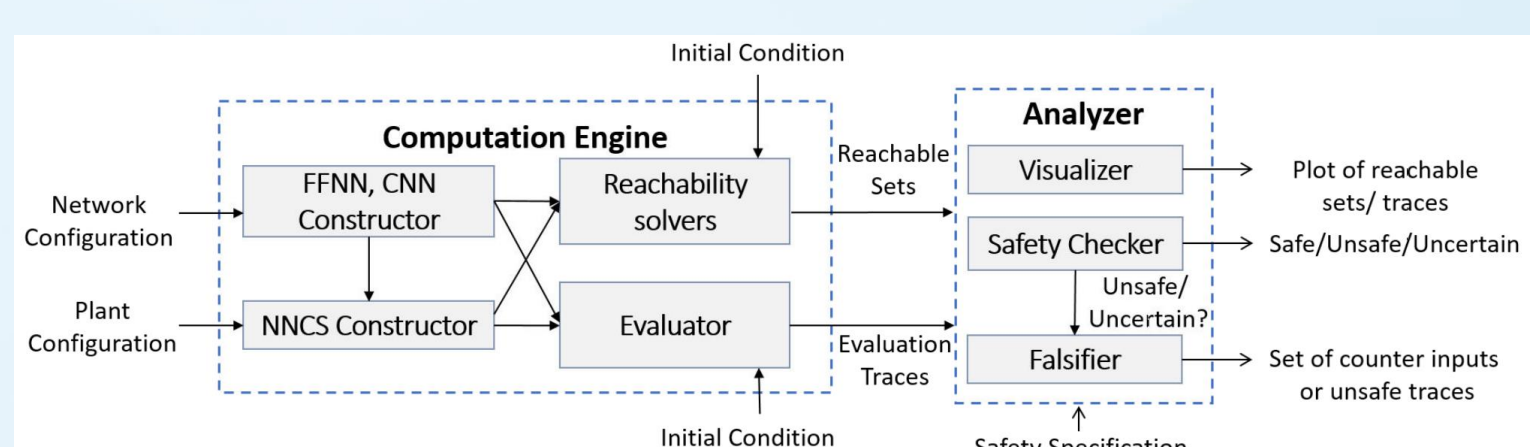 Initial Condition
Computation Engine
Analyzer
Network
Configuration
FFNN, CNN
Constructor
Reachability
solvers
Reachable
Sets
Visualizer
Plot of reachable
sets/ traces
Safety Checker
Safe/Unsafe/Uncertain
Unsafe/
Uncertain?
Plant
Configuration
NNCS Constructor
Evaluator
Evaluation
Traces
Falsifier
Set of counter inputs
or unsafe traces
Initial Condition
Safety Specification